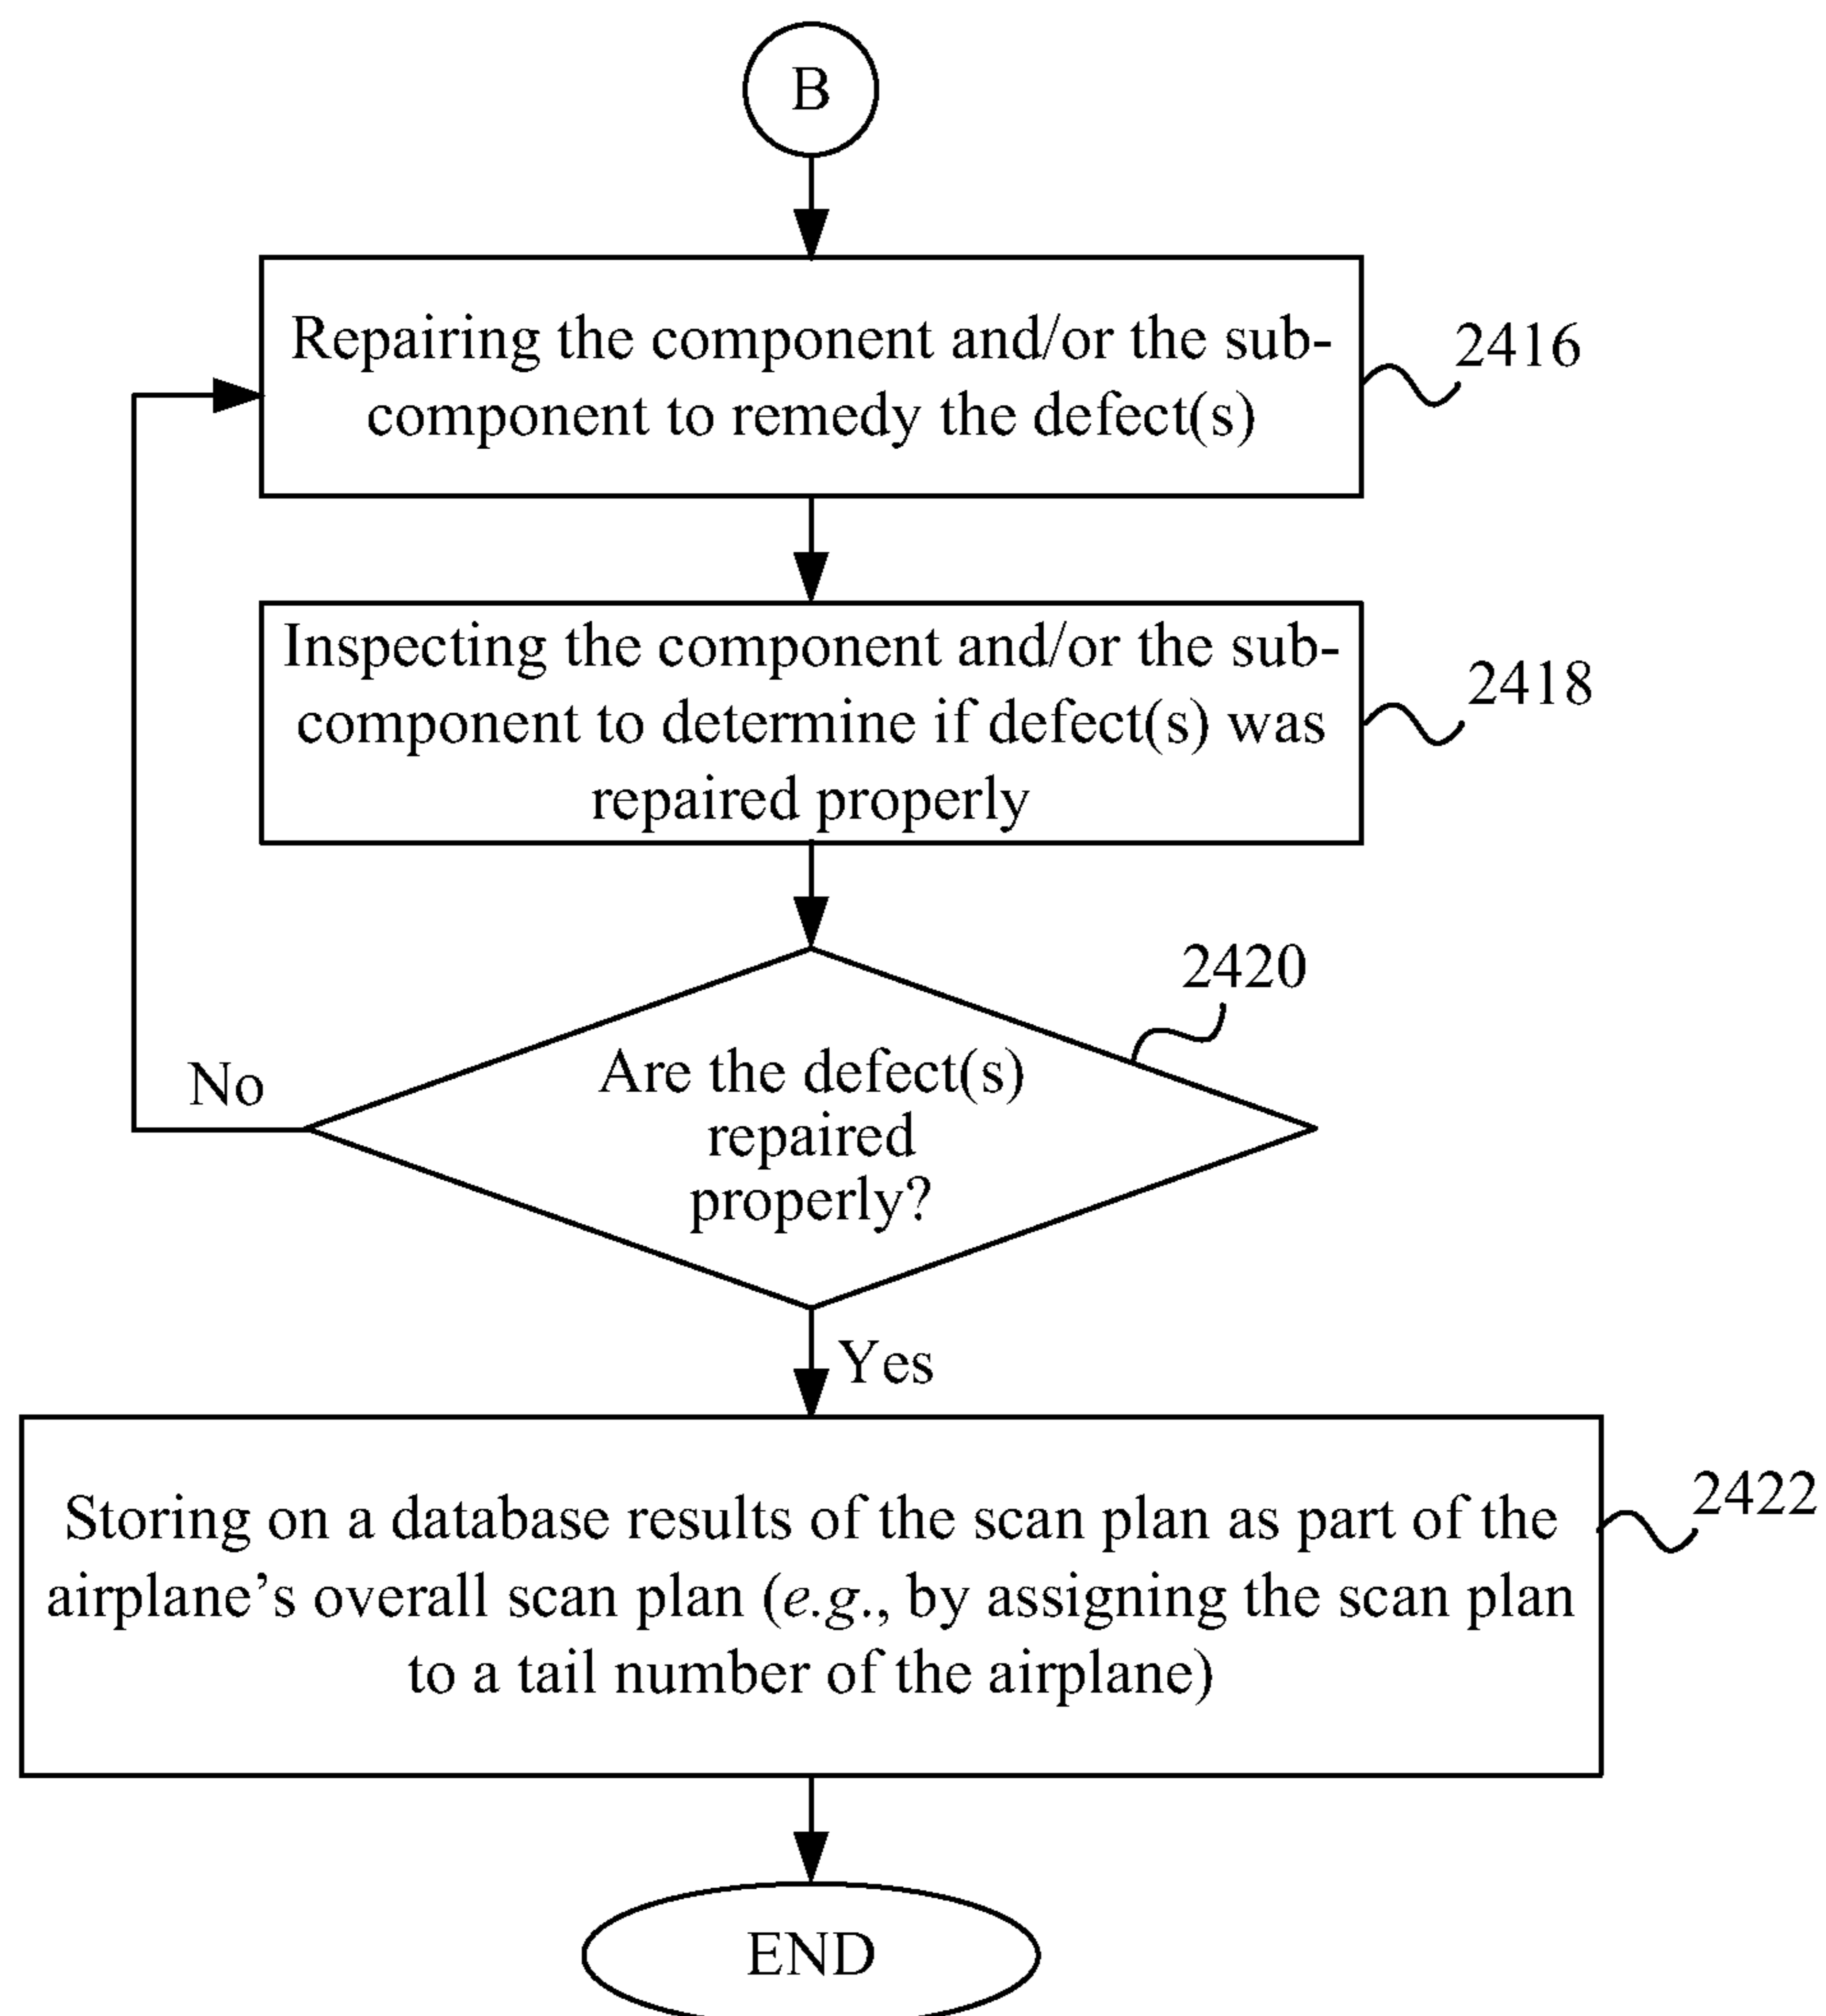 B
Repairing the component and/or the sub-
component to remedy the defect(s)
2416
Inspecting the component and/or the sub-
component to determine if defect(s) was
repaired properly
2418
2420
Are the defect(s)
repaired
properly?
No
Yes
Storing on a database results of the scan plan as part of the
airplane’s overall scan plan (e.g., by assigning the scan plan
to a tail number of the airplane)
2422
END